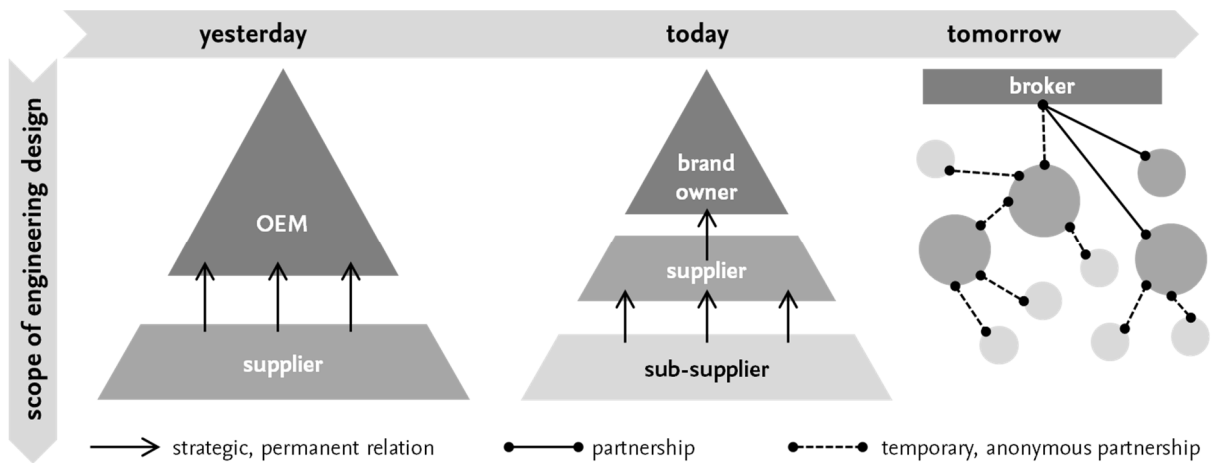 yesterday
today
tomorrow
scope of engineering design
OEM
supplier
brand
owner
supplier
sub-supplier
broker
strategic, permanent relation
partnership
temporary, anonymous partnership